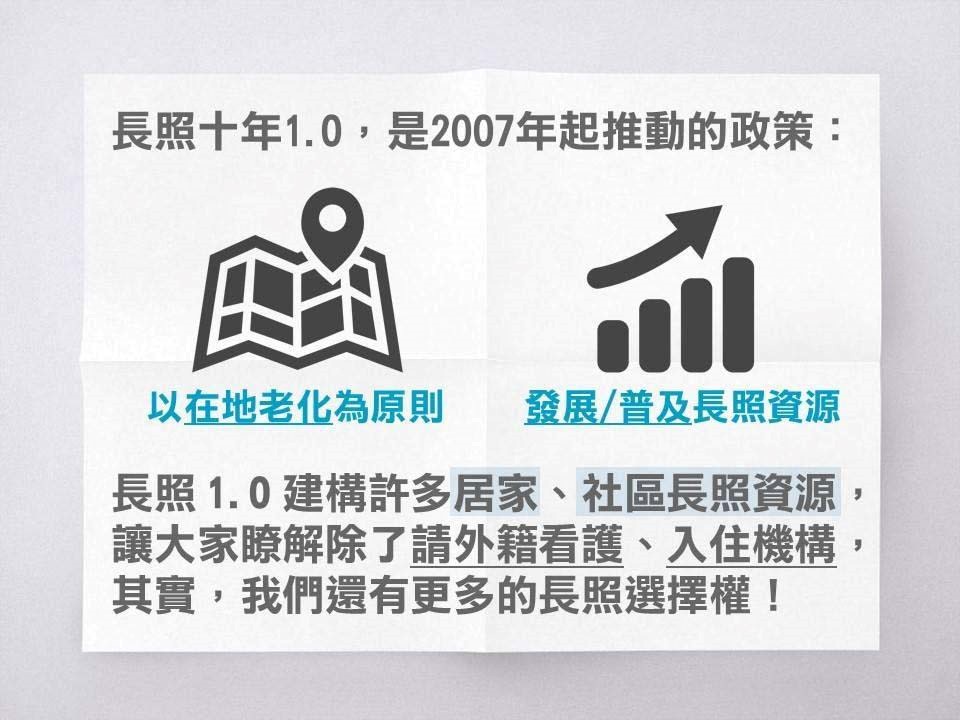 長照十年1.0，是2007年起推動的政策：
以在地老化為原則
發展/普及長照資源
長照 1.0 建構許多居家、社區長照資源，
讓大家瞭解除了請外籍看護、入住機構，
其實，我們還有更多的長照選擇權！